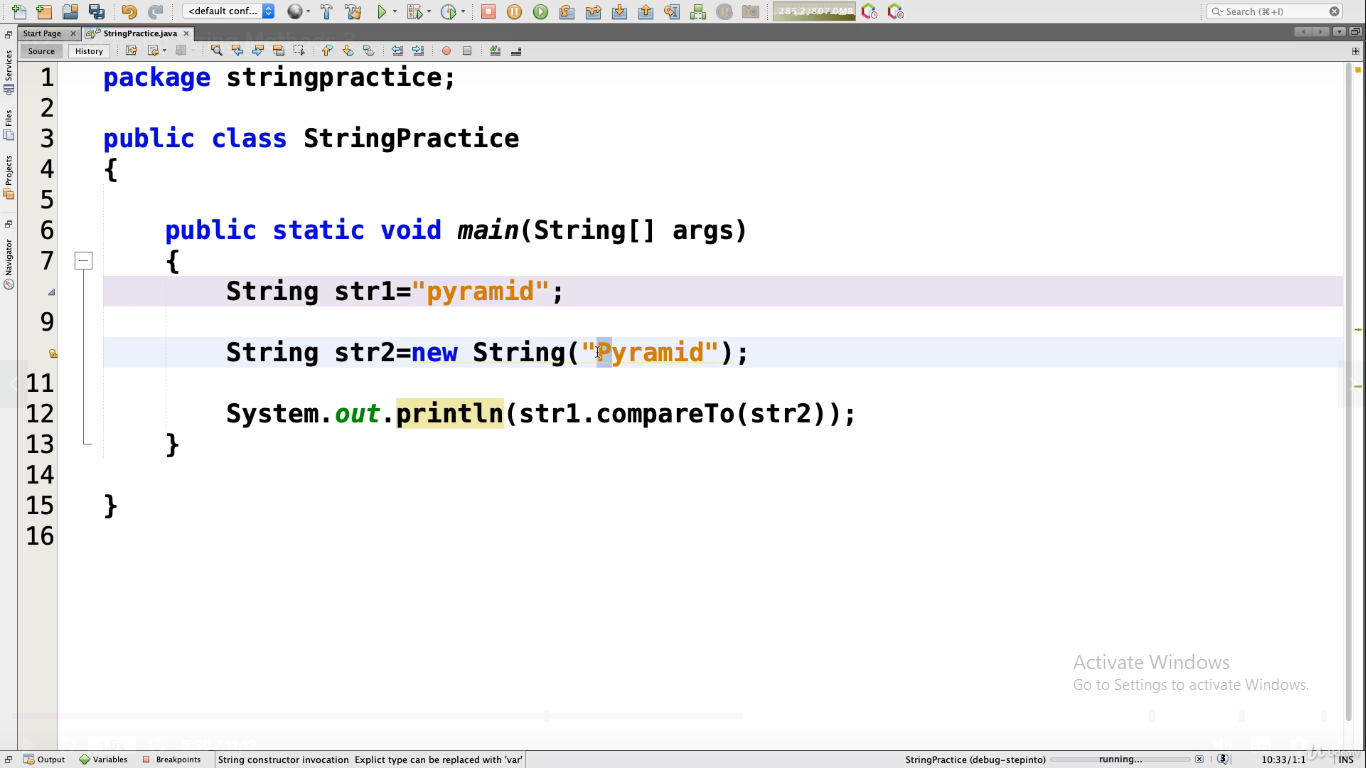 <default conf...
285.2/807.0MB
Search (⌘+I)
Start Page
StringPractice.java
Source
History
Services
Files
Projects
Navigator
1 package stringpractice;
2
3 public class StringPractice
4 {
5
6 public static void main(String[] args)
7 {
String str1="pyramid";
9
String str2=new String("Pyramid");
11
12 System.out.println(str1.compareTo(str2));
13 }
14
15 }
16
Activate Windows
Go to Settings to activate Windows.
Output
Variables
Breakpoints
String constructor invocation Explict type can be replaced with 'var'
StringPractice (debug-stepinto)
running...
10:33/1:1
INS